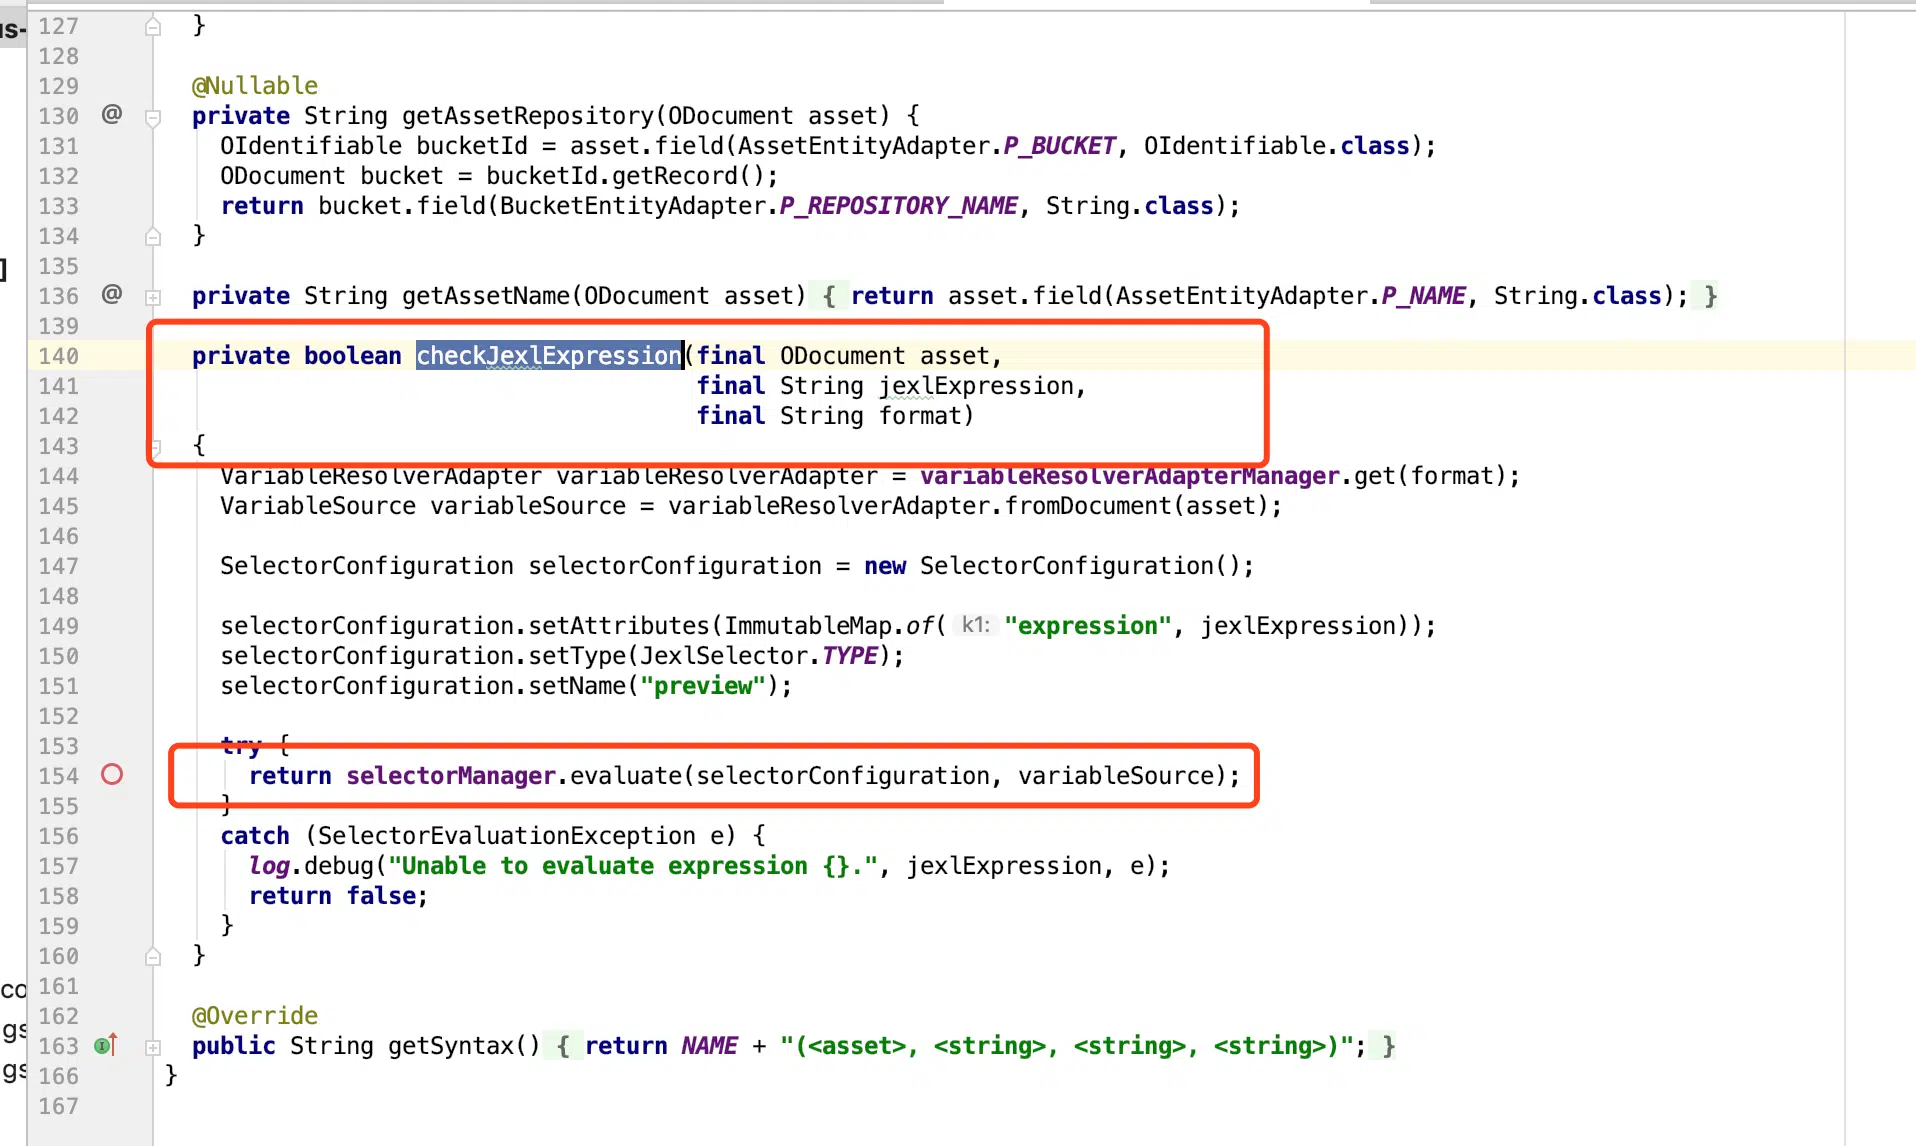 127 }
128
129 @Nullable
130 @ private String getAssetRepository(ODocument asset) {
131 OIdentifiable bucketId = asset.field(AssetEntityAdapter.P_BUCKET, OIdentifiable.class);
132 ODocument bucket = bucketId.getRecord();
133 return bucket.field(BucketEntityAdapter.P_REPOSITORY_NAME, String.class);
134 }
135
136 @ private String getAssetName(ODocument asset) { return asset.field(AssetEntityAdapter.P_NAME, String.class); }
139
140 private boolean checkJexlExpression(final ODocument asset,
141 final String jexlExpression,
142 final String format)
143 {
144 VariableResolverAdapter variableResolverAdapter = variableResolverAdapterManager.get(format);
145 VariableSource variableSource = variableResolverAdapter.fromDocument(asset);
146
147 SelectorConfiguration selectorConfiguration = new SelectorConfiguration();
148
149 selectorConfiguration.setAttributes(ImmutableMap.of( k1: "expression", jexlExpression));
150 selectorConfiguration.setType(JexlSelector.TYPE);
151 selectorConfiguration.setName("preview");
152
153 try {
154 return selectorManager.evaluate(selectorConfiguration, variableSource);
155 }
156 catch (SelectorEvaluationException e) {
157 log.debug("Unable to evaluate expression {}.", jexlExpression, e);
158 return false;
159 }
160 }
161
162 @Override
163 public String getSyntax() { return NAME + "(<asset>, <string>, <string>, <string>)"; }
166 }
167